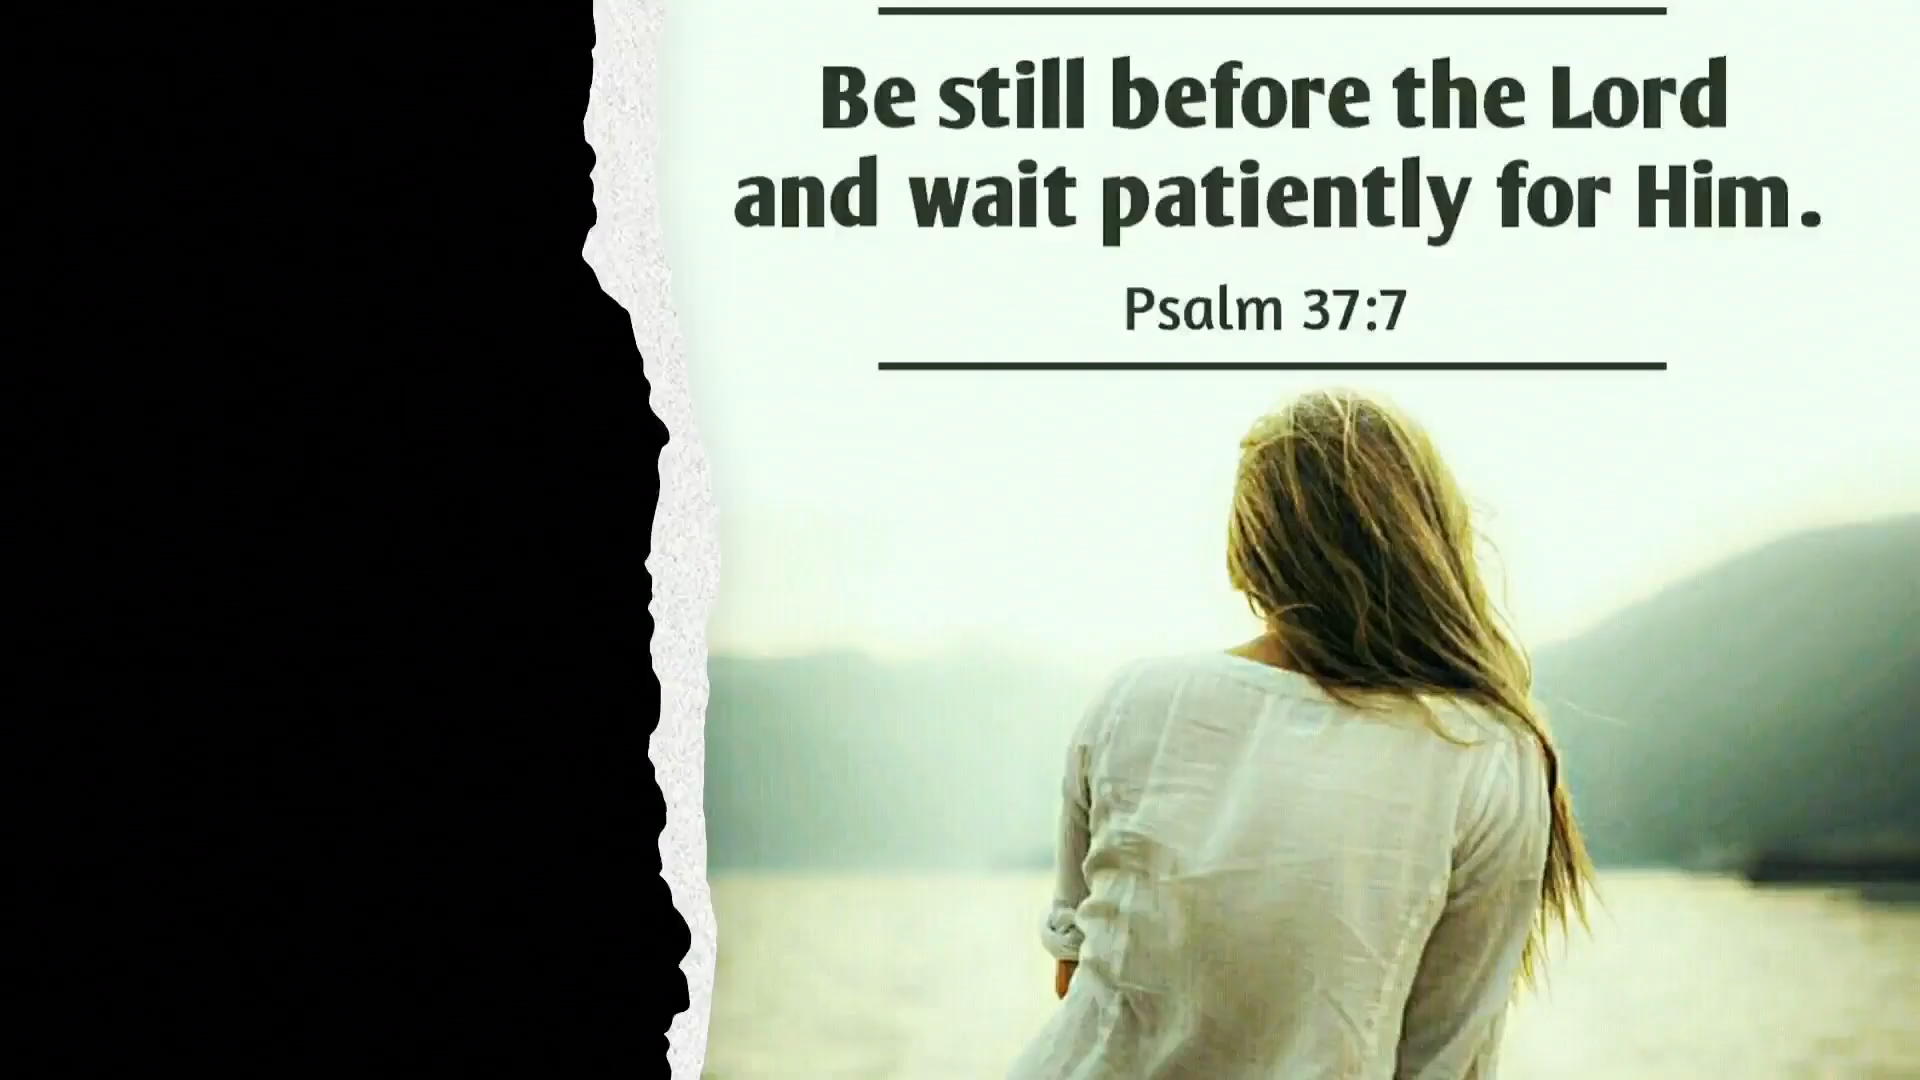 Be still before the Lord
and wait patiently for Him.
Psalm 37:7